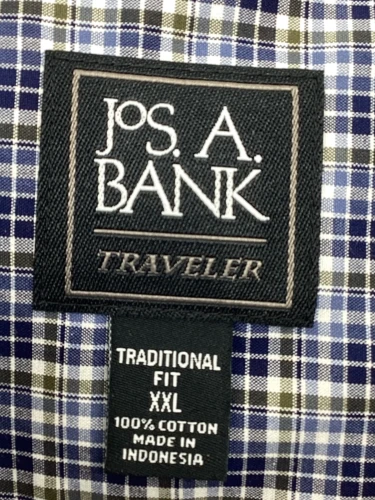 JOS. A.
BANK
TRAVELER
TRADITIONAL
FIT
XXL
100% COTTON
MADE IN
INDONESIA